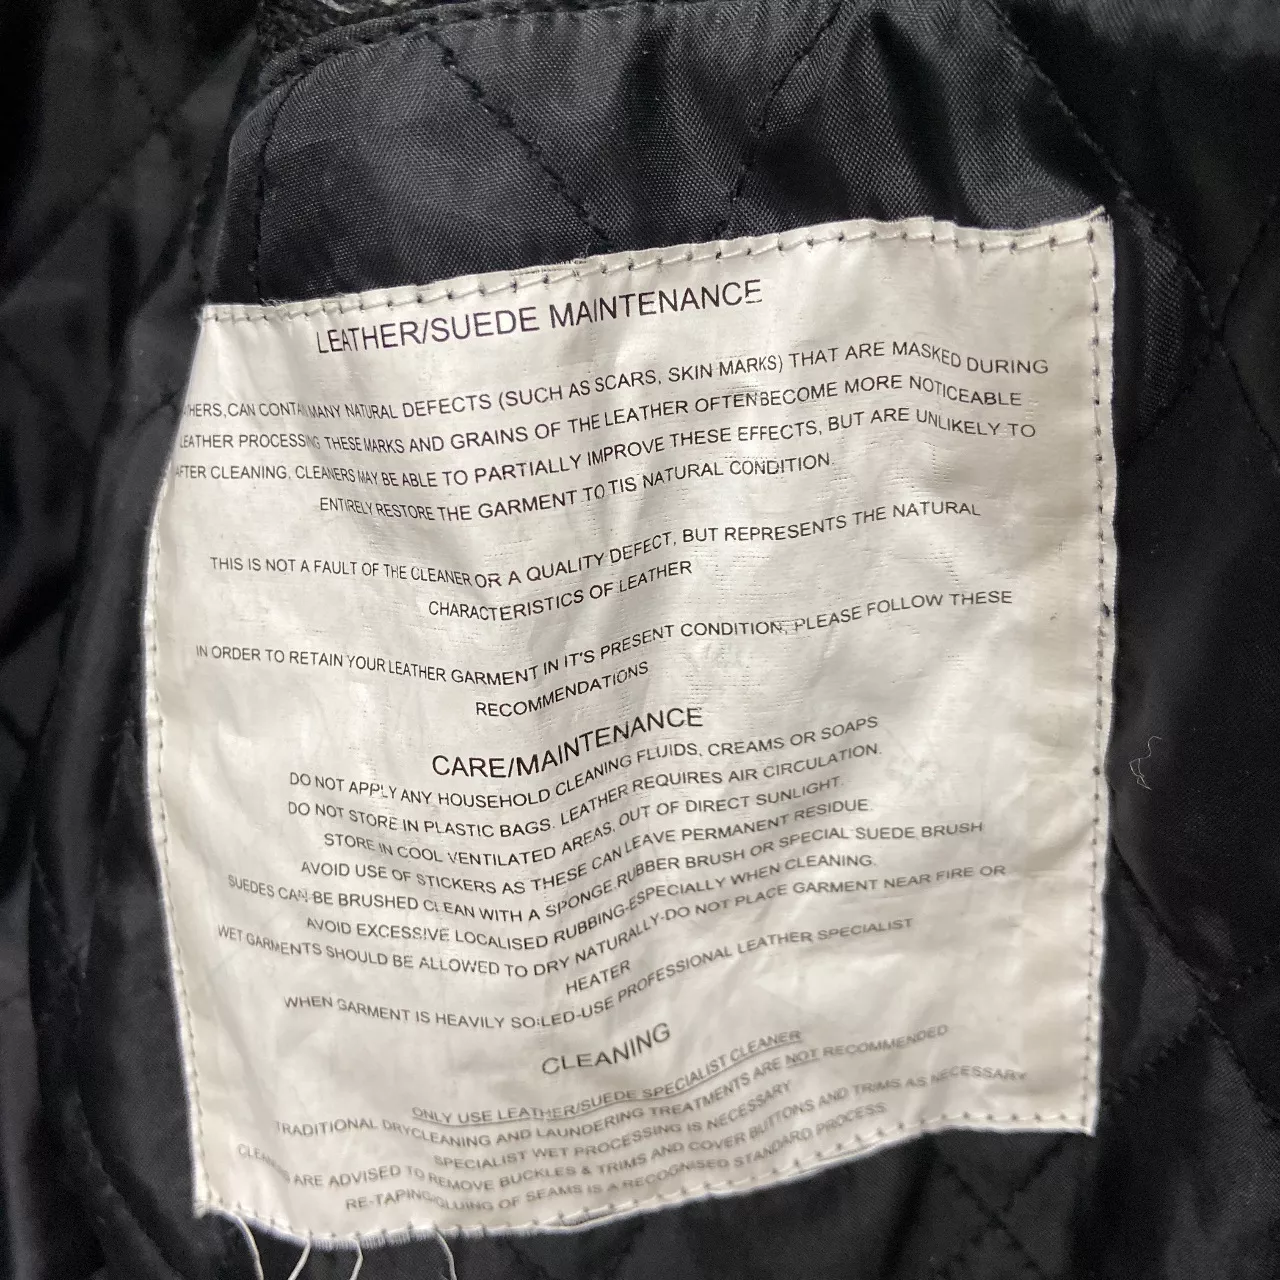 LEATHER/SUEDE MAINTENANCE
HERS, CAN CONTAI MANY NATURAL DEFECTS (SUCH AS SCARS, SKIN MARKS) THAT ARE MASKED DURING
LEATHER PROCESSING THESE MARKS AND GRAINS OF THE LEATHER OFTEN BECOME MORE NOTICEABLE
AFTER CLEANING. CLEANERS MAY BE ABLE TO PARTIALLY IMPROVE THESE EFFECTS, BUT ARE UNLIKELY TO
ENTIRELY RESTORE THE GARMENT TO TIS NATURAL CONDITION.
THIS IS NOT A FAULT OF THE CLEANER OR A QUALITY DEFECT, BUT REPRESENTS THE NATURAL
CHARACTERISTICS OF LEATHER
IN ORDER TO RETAIN YOUR LEATHER GARMENT IN IT'S PRESENT CONDITION, PLEASE FOLLOW THESE
RECOMMENDATIONS
CARE/MAINTENANCE
DO NOT APPLY ANY HOUSEHOLD CLEANING FLUIDS, CREAMS OR SOAPS
DO NOT STORE IN PLASTIC BAGS. LEATHER REQUIRES AIR CIRCULATION.
STORE IN COOL VENTILATED AREAS, OUT OF DIRECT SUNLIGHT.
AVOID USE OF STICKERS AS THESE CAN LEAVE PERMANENT RESIDUE.
SUEDES CAN BE BRUSHED CLEAN WITH A SPONGE, RUBBER BRUSH OR SPECIAL SUEDE BRUSH
AVOID EXCESSIVE LOCALISED RUBBING-ESPECIALLY WHEN CLEANING.
WET GARMENTS SHOULD BE ALLOWED TO DRY NATURALLY-DO NOT PLACE GARMENT NEAR FIRE OR
HEATER
WHEN GARMENT IS HEAVILY SOILED-USE PROFESSIONAL LEATHER SPECIALIST
CLEANING
ONLY USE LEATHER/SUEDE SPECIALIST CLEANER
TRADITIONAL DRYCLEANING AND LAUNDERING TREATMENTS ARE NOT RECOMMENDED
SPECIALIST WET PROCESSING IS NECESSARY
CLEANERS ARE ADVISED TO REMOVE BUCKLES & TRIMS AND COVER BUTTONS AND TRIMS AS NECESSARY
RE-TAPING/GLUING OF SEAMS IS A RECOGNISED STANDARD PROCESS